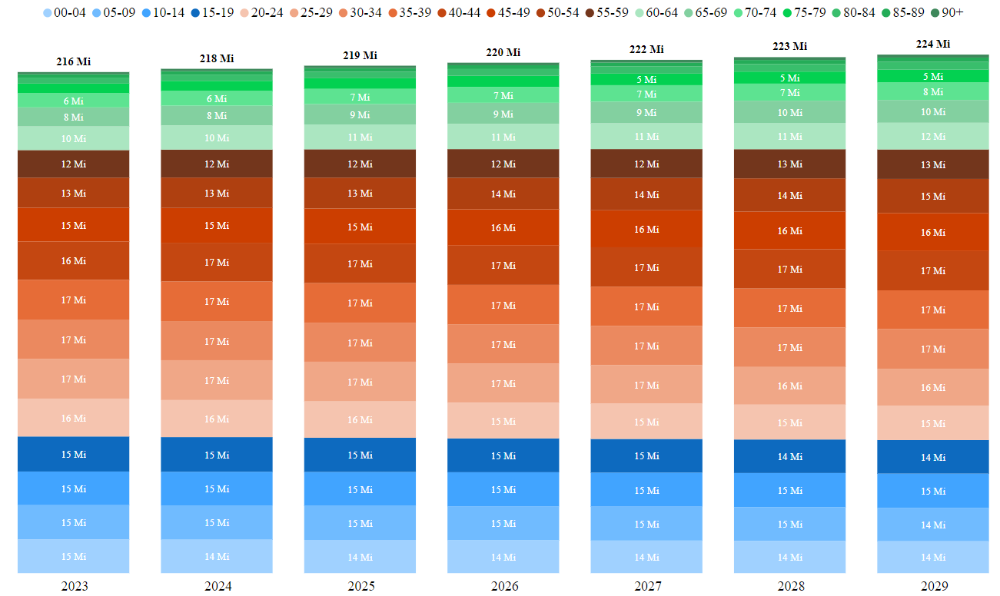 00-04 05-09 10-14 15-19 20-24 25-29 30-34 35-39 40-44 45-49 50-54 55-59 60-64 65-69 70-74 75-79 80-84 85-89 90+
216 Mi 218 Mi 219 Mi 220 Mi 222 Mi 223 Mi 224 Mi
5 Mi 5 Mi 5 Mi
6 Mi 6 Mi 7 Mi 7 Mi 7 Mi 7 Mi 8 Mi
8 Mi 8 Mi 9 Mi 9 Mi 9 Mi 10 Mi 10 Mi
10 Mi 10 Mi 11 Mi 11 Mi 11 Mi 11 Mi 12 Mi
12 Mi 12 Mi 12 Mi 12 Mi 12 Mi 13 Mi 13 Mi
13 Mi 13 Mi 13 Mi 14 Mi 14 Mi 14 Mi 15 Mi
15 Mi 15 Mi 15 Mi 16 Mi 16 Mi 16 Mi 16 Mi
16 Mi 17 Mi 17 Mi 17 Mi 17 Mi 17 Mi 17 Mi
17 Mi 17 Mi 17 Mi 17 Mi 17 Mi 17 Mi 17 Mi
17 Mi 17 Mi 17 Mi 17 Mi 17 Mi 17 Mi 17 Mi
17 Mi 17 Mi 17 Mi 17 Mi 17 Mi 16 Mi 16 Mi
16 Mi 16 Mi 16 Mi 15 Mi 15 Mi 15 Mi 15 Mi
15 Mi 15 Mi 15 Mi 15 Mi 15 Mi 14 Mi 14 Mi
15 Mi 15 Mi 15 Mi 15 Mi 15 Mi 15 Mi 15 Mi
15 Mi 15 Mi 15 Mi 15 Mi 15 Mi 15 Mi 14 Mi
15 Mi 14 Mi 14 Mi 14 Mi 14 Mi 14 Mi 14 Mi
2023 2024 2025 2026 2027 2028 2029